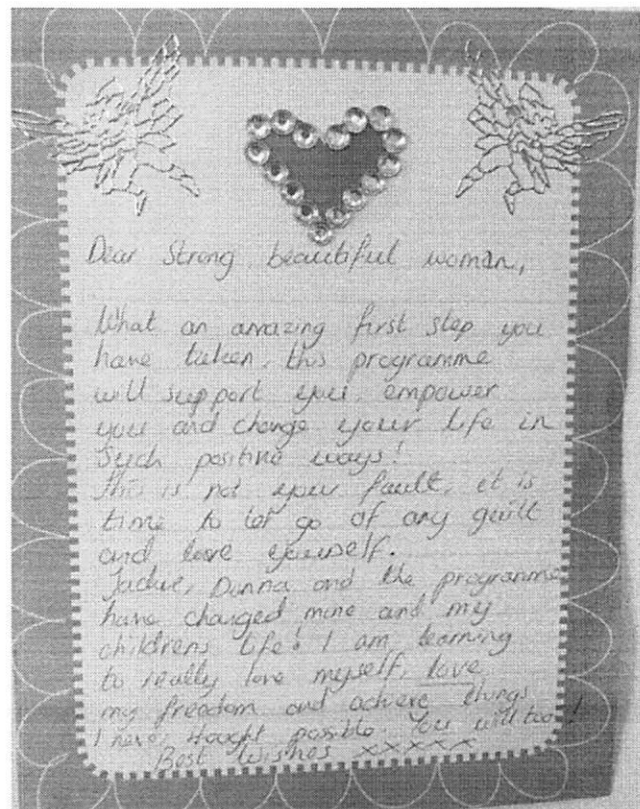 Dear Strong, beautiful woman,
What an amazing first step you
have taken, this programme
will support you, empower
you and change your life in
such positive ways!
This is not your fault, it is
time to let go of any guilt
and love yourself.
Jackie, Donna and the programme
have changed mine and my
childrens life! I am learning
to really love myself, love
my freedom and achieve things
I have thought possible. You will too!
Best Wishes xxxxx